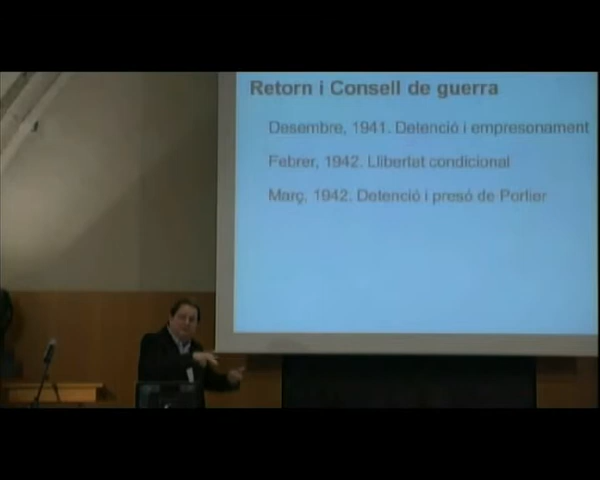 Retorn i Consell de guerra
Desembre, 1941. Detenció i empresonament
Febrer, 1942. Llibertat condicional
Març, 1942. Detenció i presó de Porlier